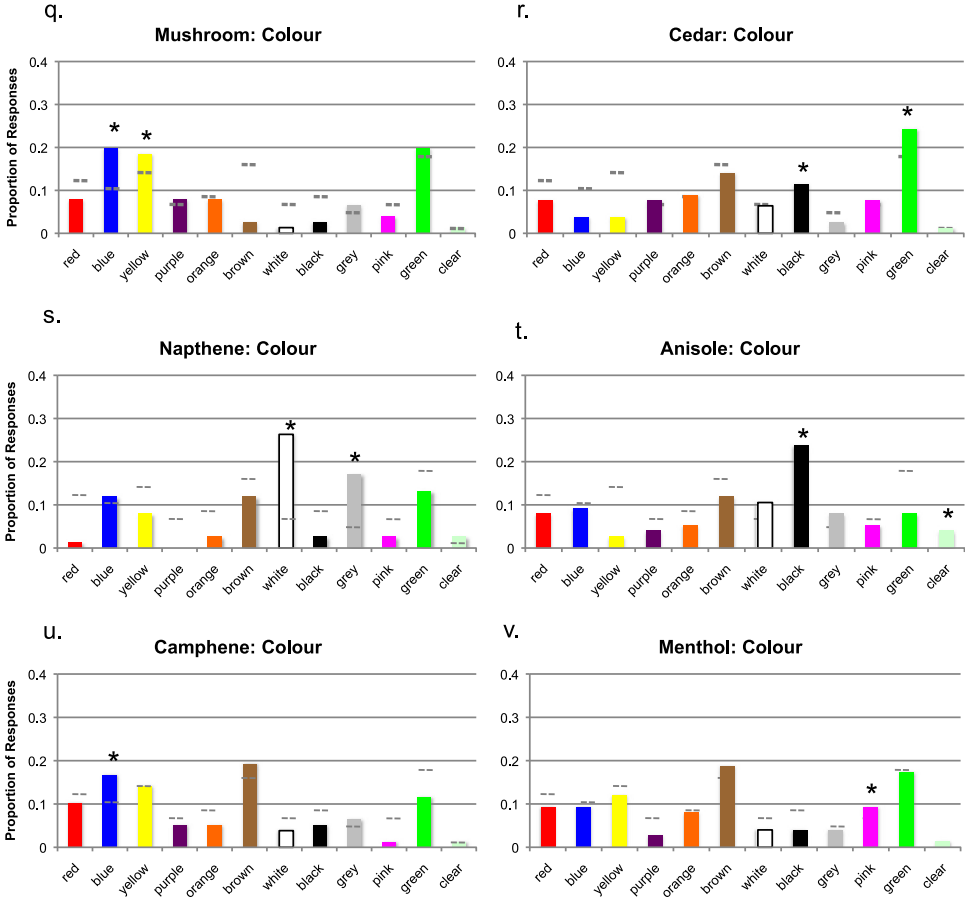 q.
Mushroom: Colour
Proportion of Responses
0.4
0.3
0.2
0.1
0
* *
red blue yellow purple orange brown white black grey pink green clear
r.
Cedar: Colour
0.4
0.3
0.2
0.1
0
* *
red blue yellow purple orange brown white black grey pink green clear
s.
Napthene: Colour
Proportion of Responses
0.4
0.3
0.2
0.1
0
* *
red blue yellow purple orange brown white black grey pink green clear
t.
Anisole: Colour
0.4
0.3
0.2
0.1
0
* *
red blue yellow purple orange brown white black grey pink green clear
u.
Camphene: Colour
Proportion of Responses
0.4
0.3
0.2
0.1
0
*
red blue yellow purple orange brown white black grey pink green clear
v.
Menthol: Colour
0.4
0.3
0.2
0.1
0
*
red blue yellow purple orange brown white black grey pink green clear